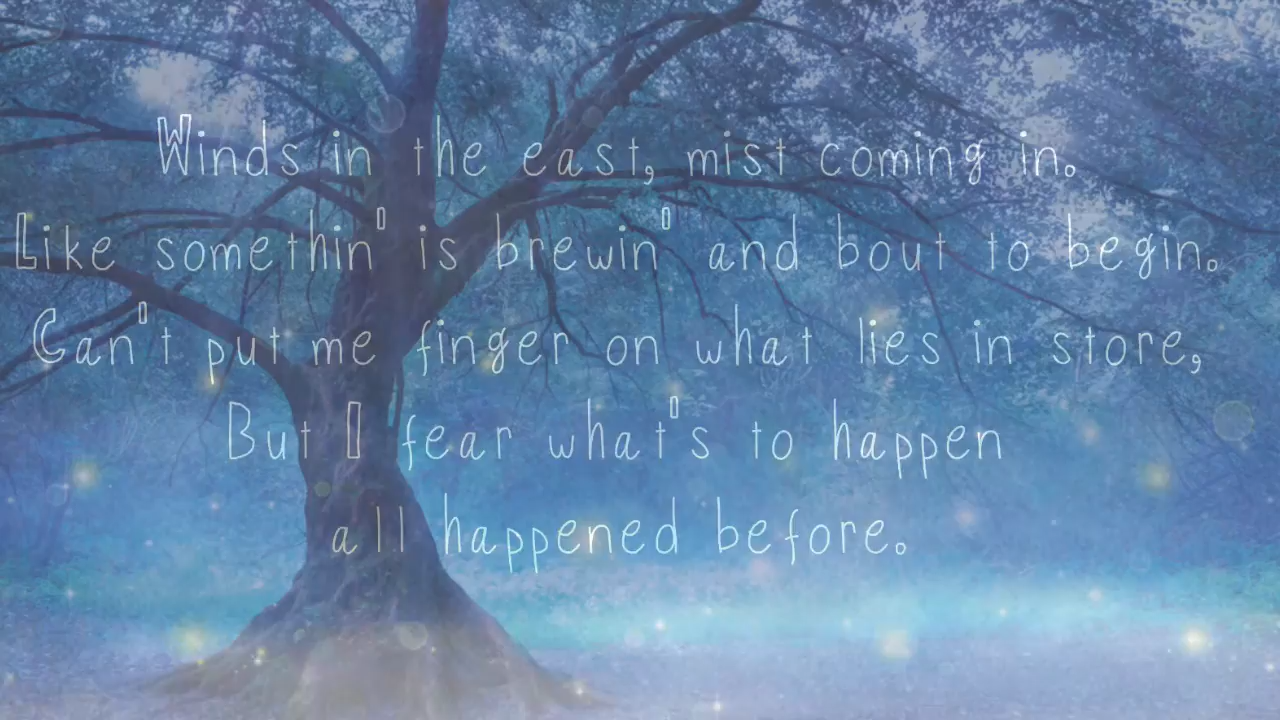 Winds in the east, mist coming in.
Like somethin' is brewin' and bout to begin.
Can't put me finger on what lies in store,
But I fear what's to happen
all happened before.